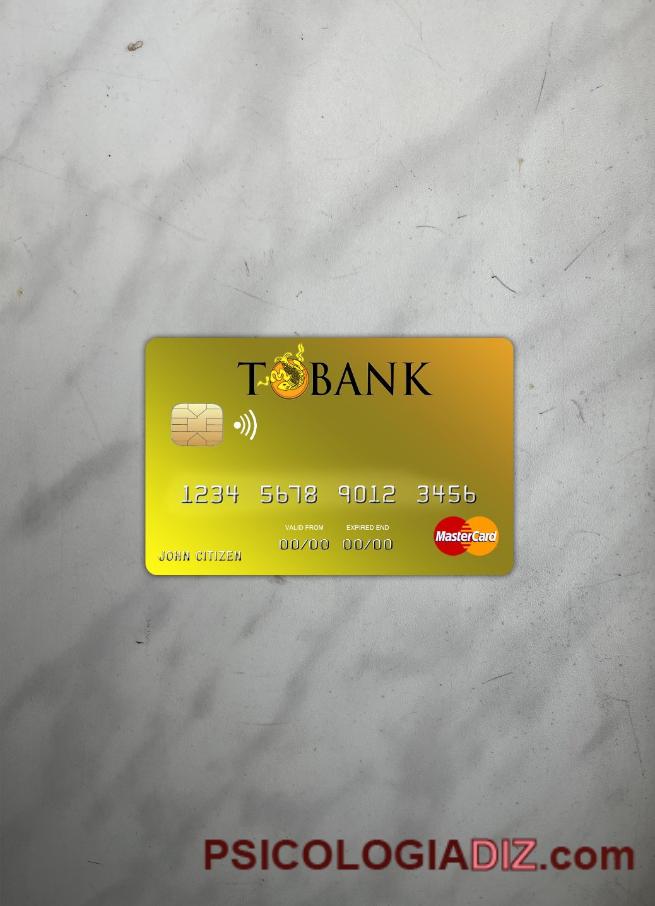 T BANK
1234 5678 9012 3456
VALID FROM EXPIRED END
00/00 00/00
MasterCard
JOHN CITIZEN
PSICOLOGIADIZ.com